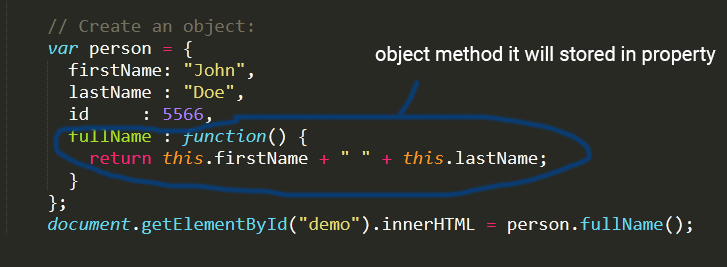 // Create an object:
var person = {
object method it will stored in property
firstName: "John",
lastName : "Doe",
id     : 5566,
fullName : function() {
return this.firstName + " " + this.lastName;
}
};
document.getElementById("demo").innerHTML = person.fullName();